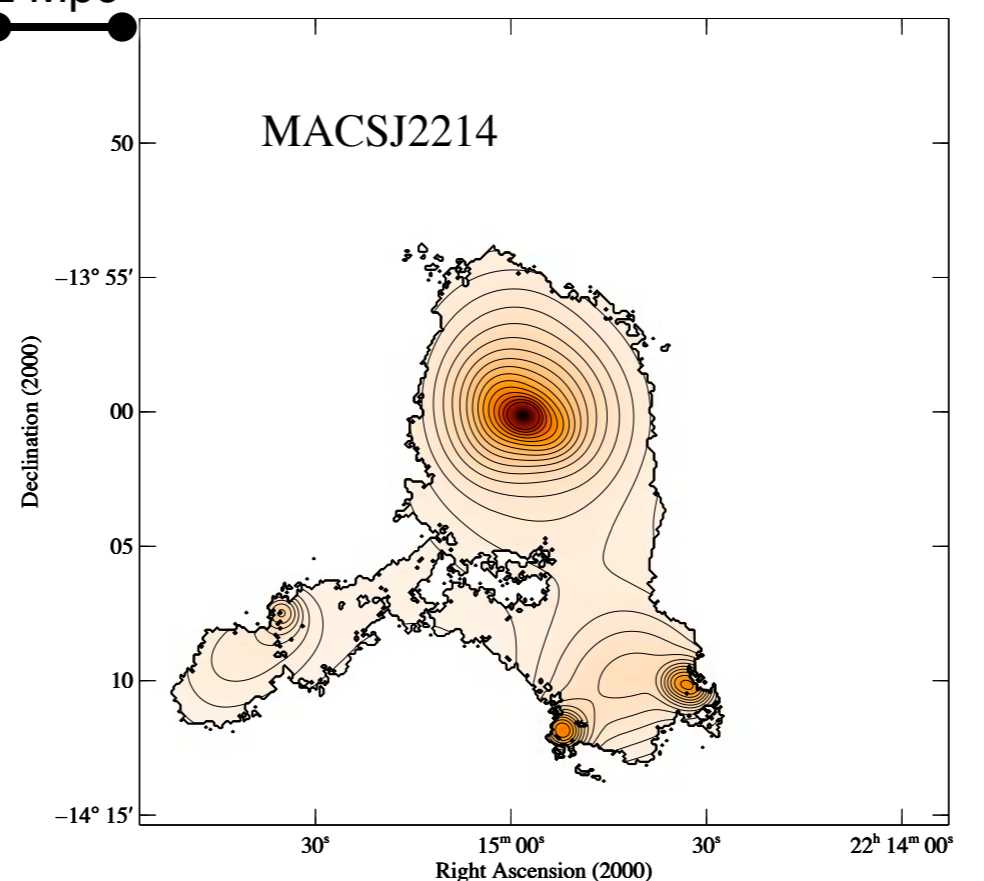 Mpc
MACSJ2214
50
−13° 55′
00
05
10
−14° 15′
Declination (2000)
30ˢ
15ᵐ 00ˢ
30ˢ
22ʰ 14ᵐ 00ˢ
Right Ascension (2000)